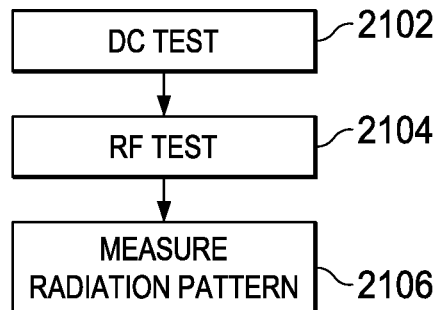 DC TEST
2102
RF TEST
2104
MEASURE
RADIATION PATTERN
2106